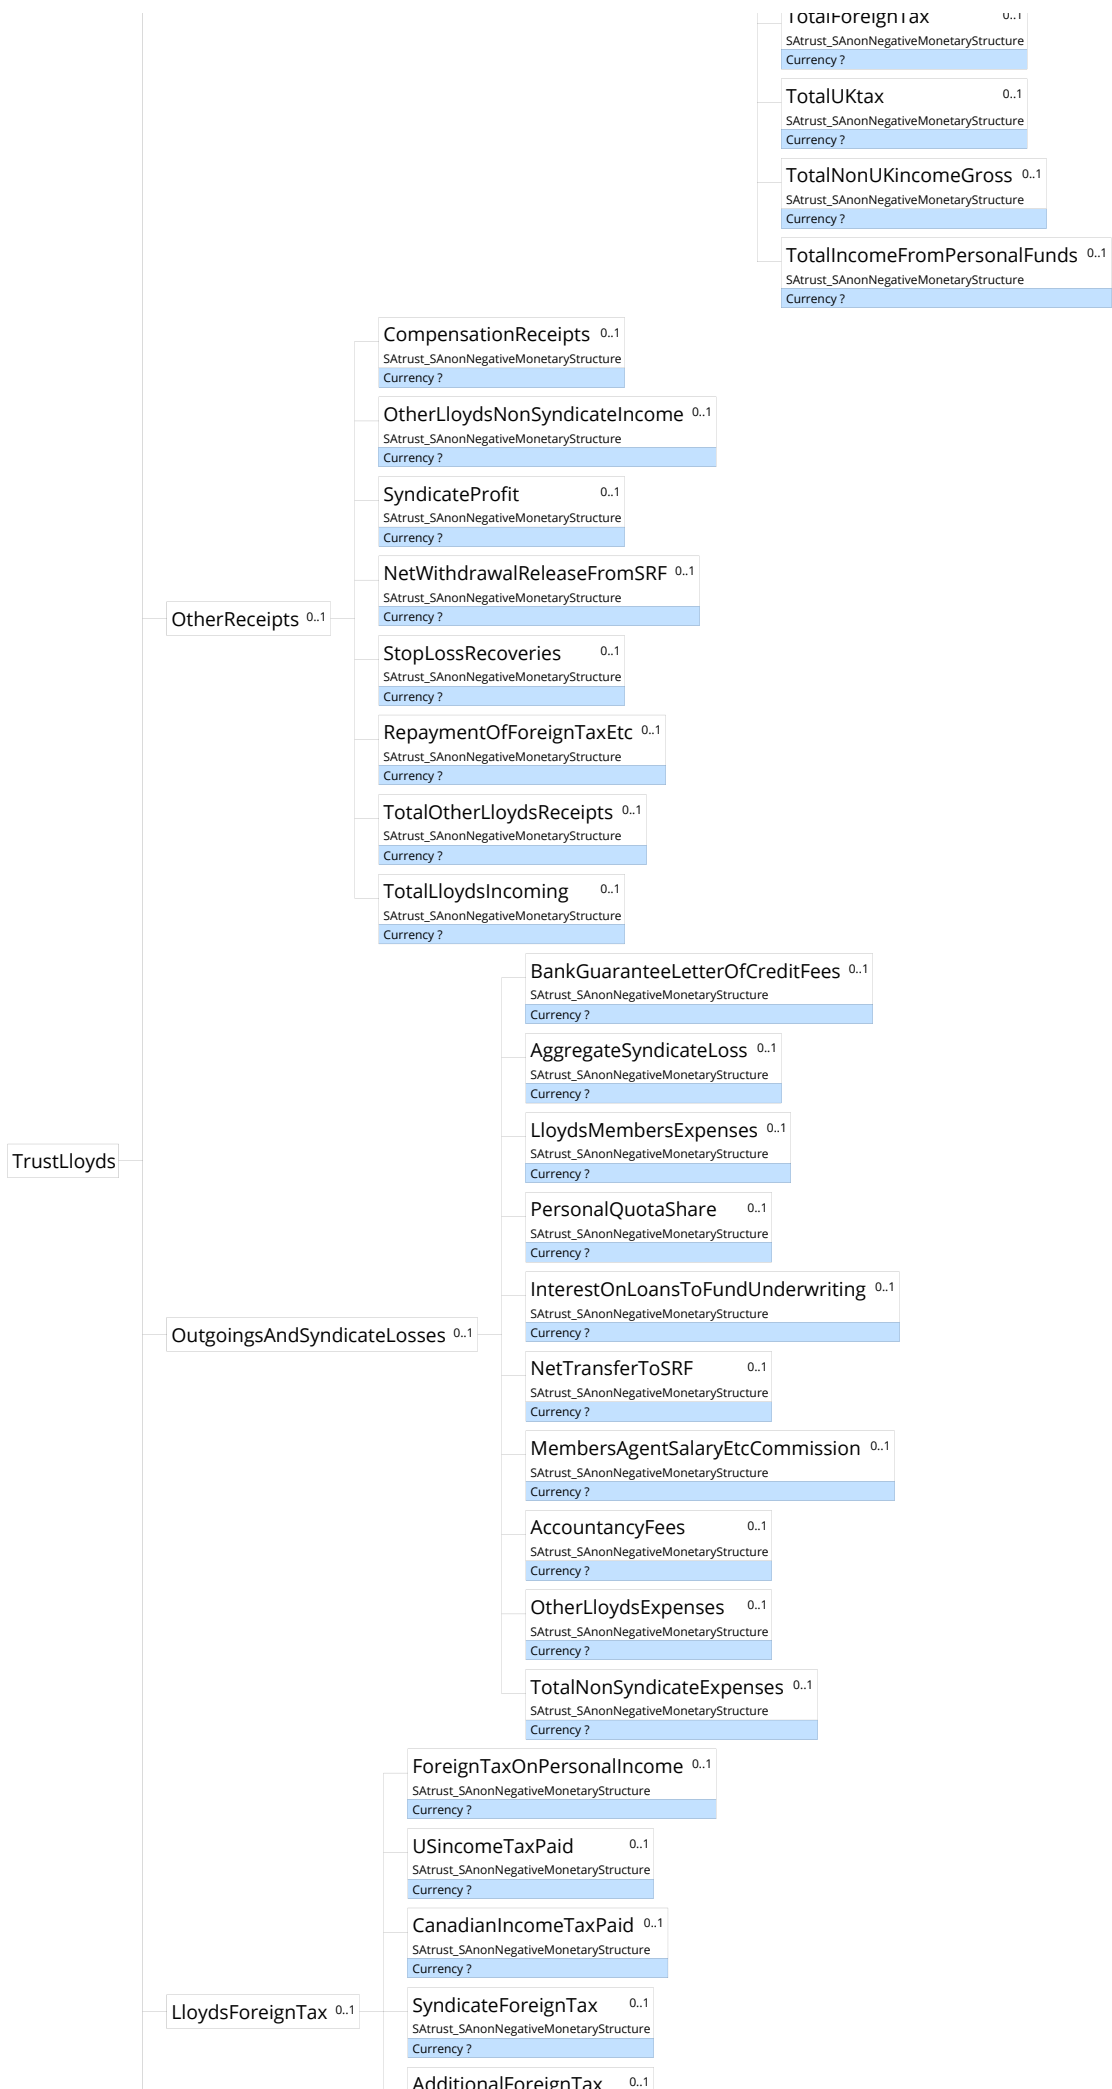 TotalForeignTax 0..1
SAtrust_SAnonNegativeMonetaryStructure
Currency ?
TotalUKtax 0..1
SAtrust_SAnonNegativeMonetaryStructure
Currency ?
TotalNonUKincomeGross 0..1
SAtrust_SAnonNegativeMonetaryStructure
Currency ?
TotalIncomeFromPersonalFunds 0..1
SAtrust_SAnonNegativeMonetaryStructure
Currency ?
CompensationReceipts 0..1
SAtrust_SAnonNegativeMonetaryStructure
Currency ?
OtherLloydsNonSyndicateIncome 0..1
SAtrust_SAnonNegativeMonetaryStructure
Currency ?
SyndicateProfit 0..1
SAtrust_SAnonNegativeMonetaryStructure
Currency ?
NetWithdrawalReleaseFromSRF 0..1
SAtrust_SAnonNegativeMonetaryStructure
Currency ?
OtherReceipts 0..1
StopLossRecoveries 0..1
SAtrust_SAnonNegativeMonetaryStructure
Currency ?
RepaymentOfForeignTaxEtc 0..1
SAtrust_SAnonNegativeMonetaryStructure
Currency ?
TotalOtherLloydsReceipts 0..1
SAtrust_SAnonNegativeMonetaryStructure
Currency ?
TotalLloydsIncoming 0..1
SAtrust_SAnonNegativeMonetaryStructure
Currency ?
BankGuaranteeLetterOfCreditFees 0..1
SAtrust_SAnonNegativeMonetaryStructure
Currency ?
AggregateSyndicateLoss 0..1
SAtrust_SAnonNegativeMonetaryStructure
Currency ?
LloydsMembersExpenses 0..1
SAtrust_SAnonNegativeMonetaryStructure
Currency ?
TrustLloyds
PersonalQuotaShare 0..1
SAtrust_SAnonNegativeMonetaryStructure
Currency ?
InterestOnLoansToFundUnderwriting 0..1
SAtrust_SAnonNegativeMonetaryStructure
Currency ?
OutgoingsAndSyndicateLosses 0..1
NetTransferToSRF 0..1
SAtrust_SAnonNegativeMonetaryStructure
Currency ?
MembersAgentSalaryEtcCommission 0..1
SAtrust_SAnonNegativeMonetaryStructure
Currency ?
AccountancyFees 0..1
SAtrust_SAnonNegativeMonetaryStructure
Currency ?
OtherLloydsExpenses 0..1
SAtrust_SAnonNegativeMonetaryStructure
Currency ?
TotalNonSyndicateExpenses 0..1
SAtrust_SAnonNegativeMonetaryStructure
Currency ?
ForeignTaxOnPersonalIncome 0..1
SAtrust_SAnonNegativeMonetaryStructure
Currency ?
USincomeTaxPaid 0..1
SAtrust_SAnonNegativeMonetaryStructure
Currency ?
CanadianIncomeTaxPaid 0..1
SAtrust_SAnonNegativeMonetaryStructure
Currency ?
LloydsForeignTax 0..1
SyndicateForeignTax 0..1
SAtrust_SAnonNegativeMonetaryStructure
Currency ?
AdditionalForeignTax 0..1